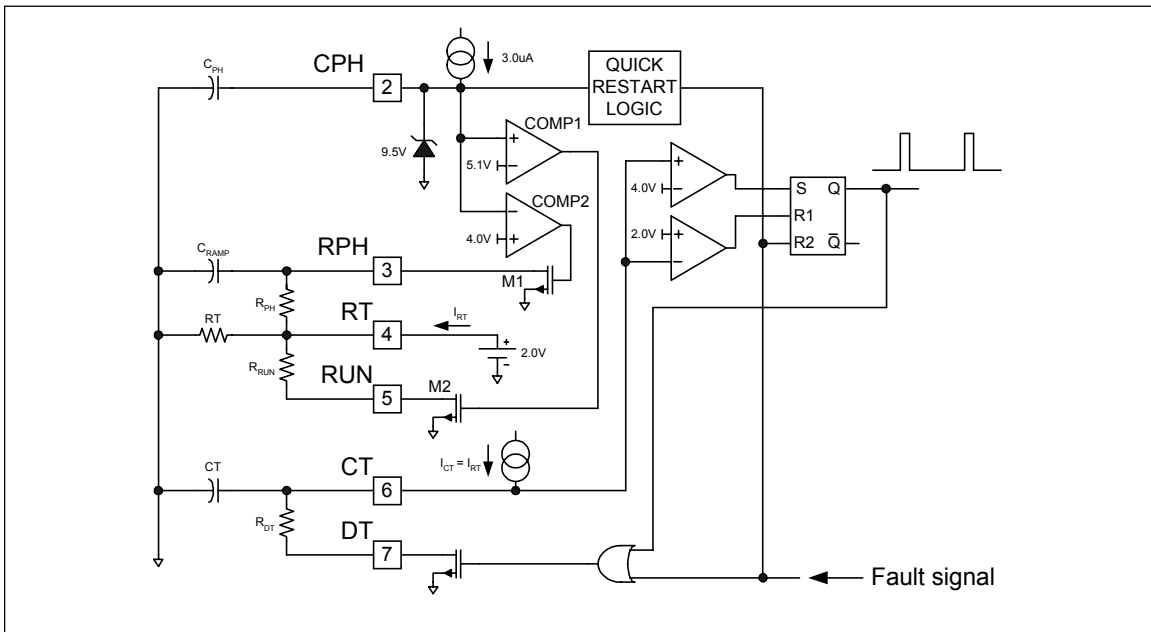 CPH
C_PH
2
3.0uA
QUICK
RESTART
LOGIC
9.5V
COMP1
+
5.1V
−
COMP2
−
4.0V
+
+
4.0V
−
2.0V
+
−
S Q
R1
R2 Q̅
C_RAMP
RPH
3
M1
R_PH
RT
RT
4
I_RT
+
2.0V
-
R_RUN
RUN
5
M2
CT
CT
6
I_CT = I_RT
R_DT
DT
7
Fault signal